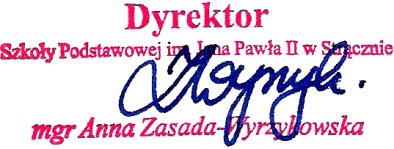 Dyrektor
Szkoły Podstawowej im. Jana Pawła II w Strącznie
mgr Anna Zasada-Wyrzykowska